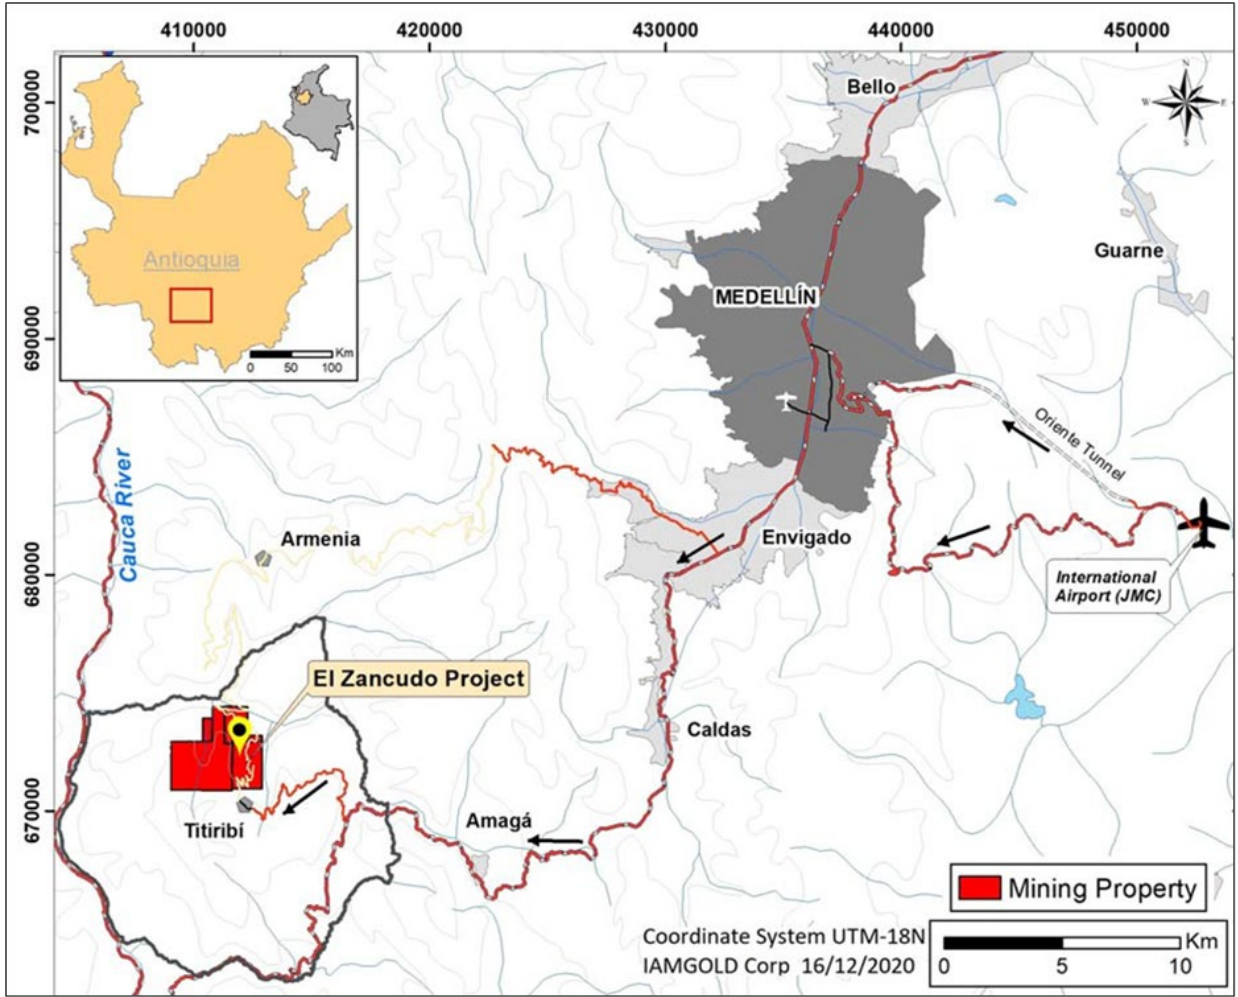 410000 420000 430000 440000 450000
700000
690000
680000
670000
Antioquia
Km
0 50 100
N
W E
S
Bello
Guarne
MEDELLÍN
Oriente Tunnel
Cauca River
Armenia
Envigado
International
Airport (JMC)
El Zancudo Project
Caldas
Amagá
Titiribí
Mining Property
Coordinate System UTM-18N
IAMGOLD Corp 16/12/2020
Km
0 5 10